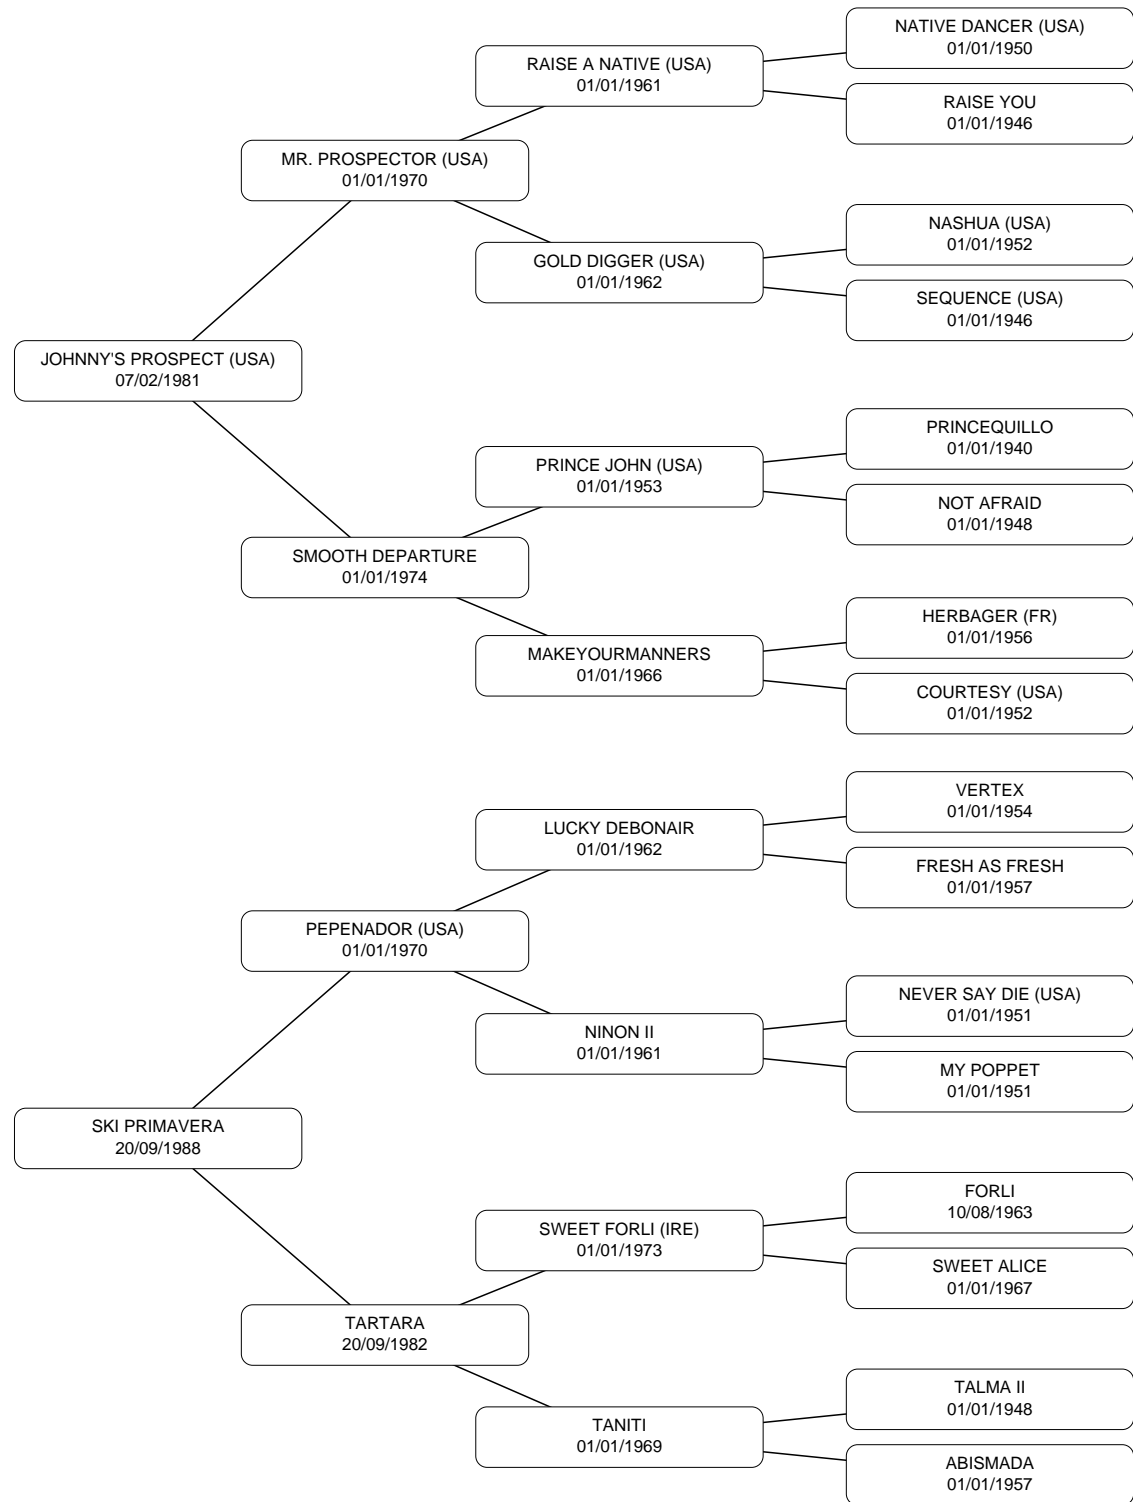 NATIVE DANCER (USA)
01/01/1950
RAISE A NATIVE (USA)
01/01/1961
RAISE YOU
01/01/1946
MR. PROSPECTOR (USA)
01/01/1970
NASHUA (USA)
01/01/1952
GOLD DIGGER (USA)
01/01/1962
SEQUENCE (USA)
01/01/1946
JOHNNY'S PROSPECT (USA)
07/02/1981
PRINCEQUILLO
01/01/1940
PRINCE JOHN (USA)
01/01/1953
NOT AFRAID
01/01/1948
SMOOTH DEPARTURE
01/01/1974
HERBAGER (FR)
01/01/1956
MAKEYOURMANNERS
01/01/1966
COURTESY (USA)
01/01/1952
VERTEX
01/01/1954
LUCKY DEBONAIR
01/01/1962
FRESH AS FRESH
01/01/1957
PEPENADOR (USA)
01/01/1970
NEVER SAY DIE (USA)
01/01/1951
NINON II
01/01/1961
MY POPPET
01/01/1951
SKI PRIMAVERA
20/09/1988
FORLI
10/08/1963
SWEET FORLI (IRE)
01/01/1973
SWEET ALICE
01/01/1967
TARTARA
20/09/1982
TALMA II
01/01/1948
TANITI
01/01/1969
ABISMADA
01/01/1957